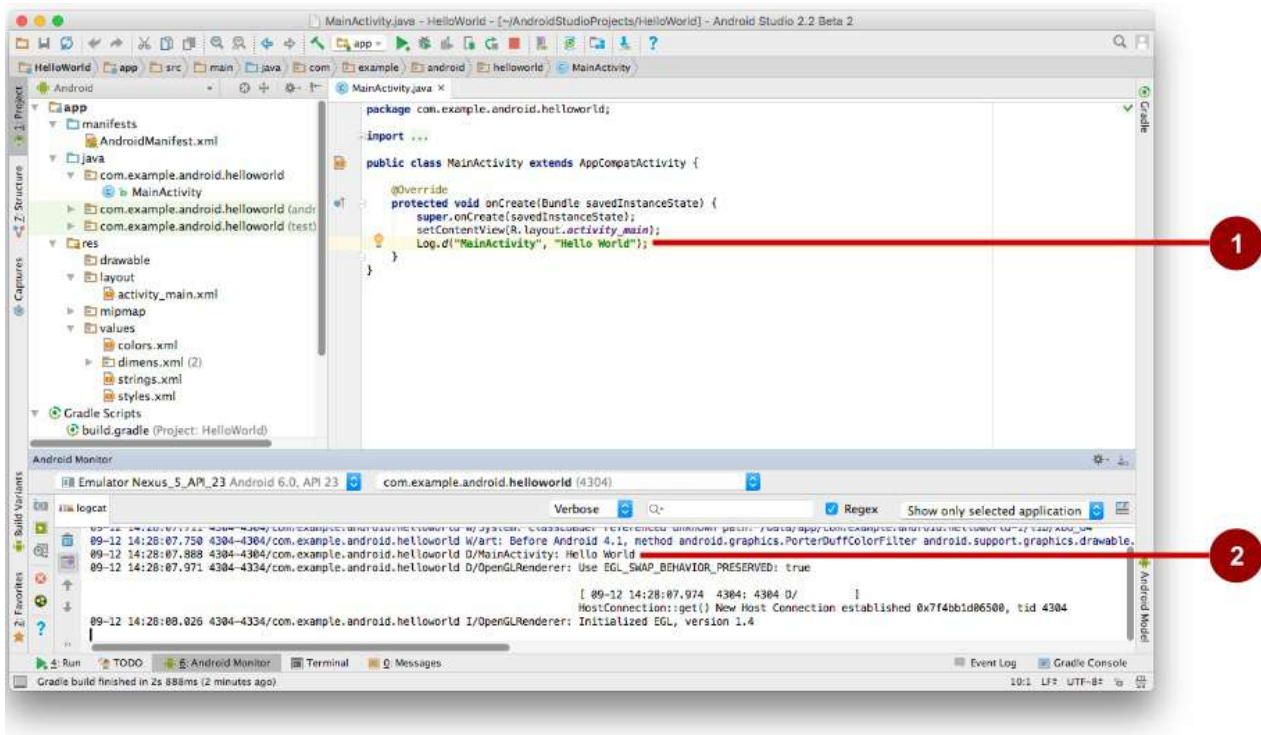 MainActivity.java - HelloWorld - [~/AndroidStudioProjects/HelloWorld] - Android Studio 2.2 Beta 2
app
HelloWorld app src main java com example android helloworld MainActivity
1: Project
Z: Structure
Captures
Build Variants
2: Favorites
Android
app
manifests
AndroidManifest.xml
java
com.example.android.helloworld
MainActivity
com.example.android.helloworld (andr
com.example.android.helloworld (test)
res
drawable
layout
activity_main.xml
mipmap
values
colors.xml
dimens.xml (2)
strings.xml
styles.xml
Gradle Scripts
build.gradle (Project: HelloWorld)
MainActivity.java ×
package com.example.android.helloworld;
import ...
public class MainActivity extends AppCompatActivity {
@Override
protected void onCreate(Bundle savedInstanceState) {
super.onCreate(savedInstanceState);
setContentView(R.layout.activity_main);
Log.d("MainActivity", "Hello World");
}
}
Gradle
1
Android Monitor
Emulator Nexus_5_API_23 Android 6.0, API 23
com.example.android.helloworld (4304)
logcat
Verbose
Regex
Show only selected application
09-12 14:28:07.750 4304-4304/com.example.android.helloworld W/art: Before Android 4.1, method android.graphics.PorterDuffColorFilter android.support.graphics.drawable.
09-12 14:28:07.888 4304-4304/com.example.android.helloworld D/MainActivity: Hello World
09-12 14:28:07.971 4304-4334/com.example.android.helloworld D/OpenGLRenderer: Use EGL_SWAP_BEHAVIOR_PRESERVED: true
[ 09-12 14:28:07.974 4304: 4304 D/ ]
HostConnection::get() New Host Connection established 0x7f4bb1d06500, tid 4304
09-12 14:28:08.026 4304-4334/com.example.android.helloworld I/OpenGLRenderer: Initialized EGL, version 1.4
2
Android Model
4: Run TODO 6: Android Monitor Terminal 0: Messages Event Log Gradle Console
Gradle build finished in 2s 888ms (2 minutes ago) 10:1 LF÷ UTF-8÷